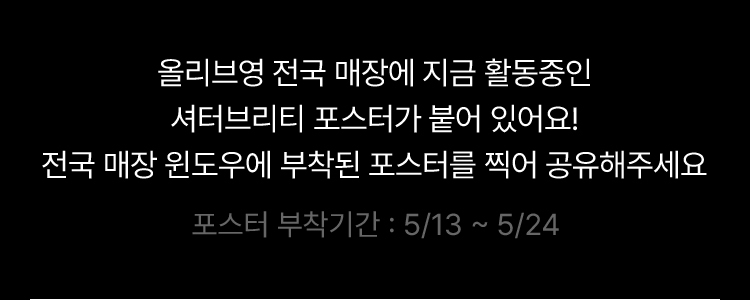 올리브영 전국 매장에 지금 활동중인
셔터브리티 포스터가 붙어 있어요!
전국 매장 윈도우에 부착된 포스터를 찍어 공유해주세요
포스터 부착기간 : 5/13 ~ 5/24